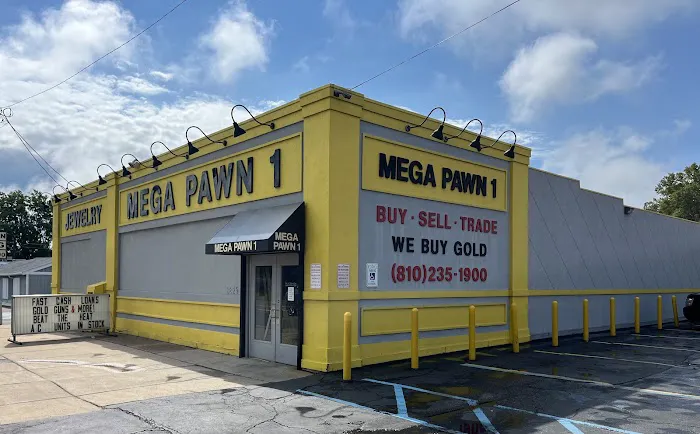 JEWELRY
MEGA PAWN 1
MEGA PAWN 1
MEGA
PAWN 1
MEGA PAWN 1
BUY · SELL · TRADE
WE BUY GOLD
(810)235-1900
FAST CASH LOANS
GOLD GUNS & MORE!
BEAT THE HEAT
A.C. UNITS IN STOCK